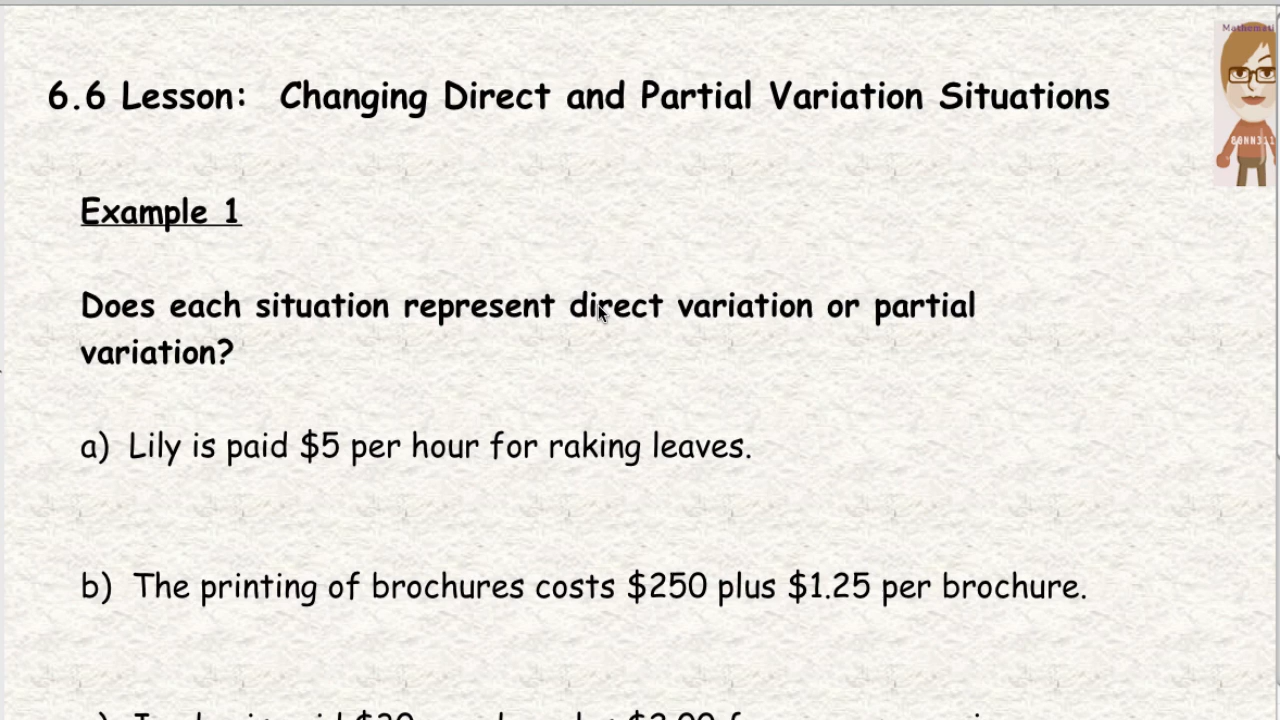 Mathemati
6.6 Lesson: Changing Direct and Partial Variation Situations
BONN311
Example 1
Does each situation represent direct variation or partial
variation?
a) Lily is paid $5 per hour for raking leaves.
b) The printing of brochures costs $250 plus $1.25 per brochure.